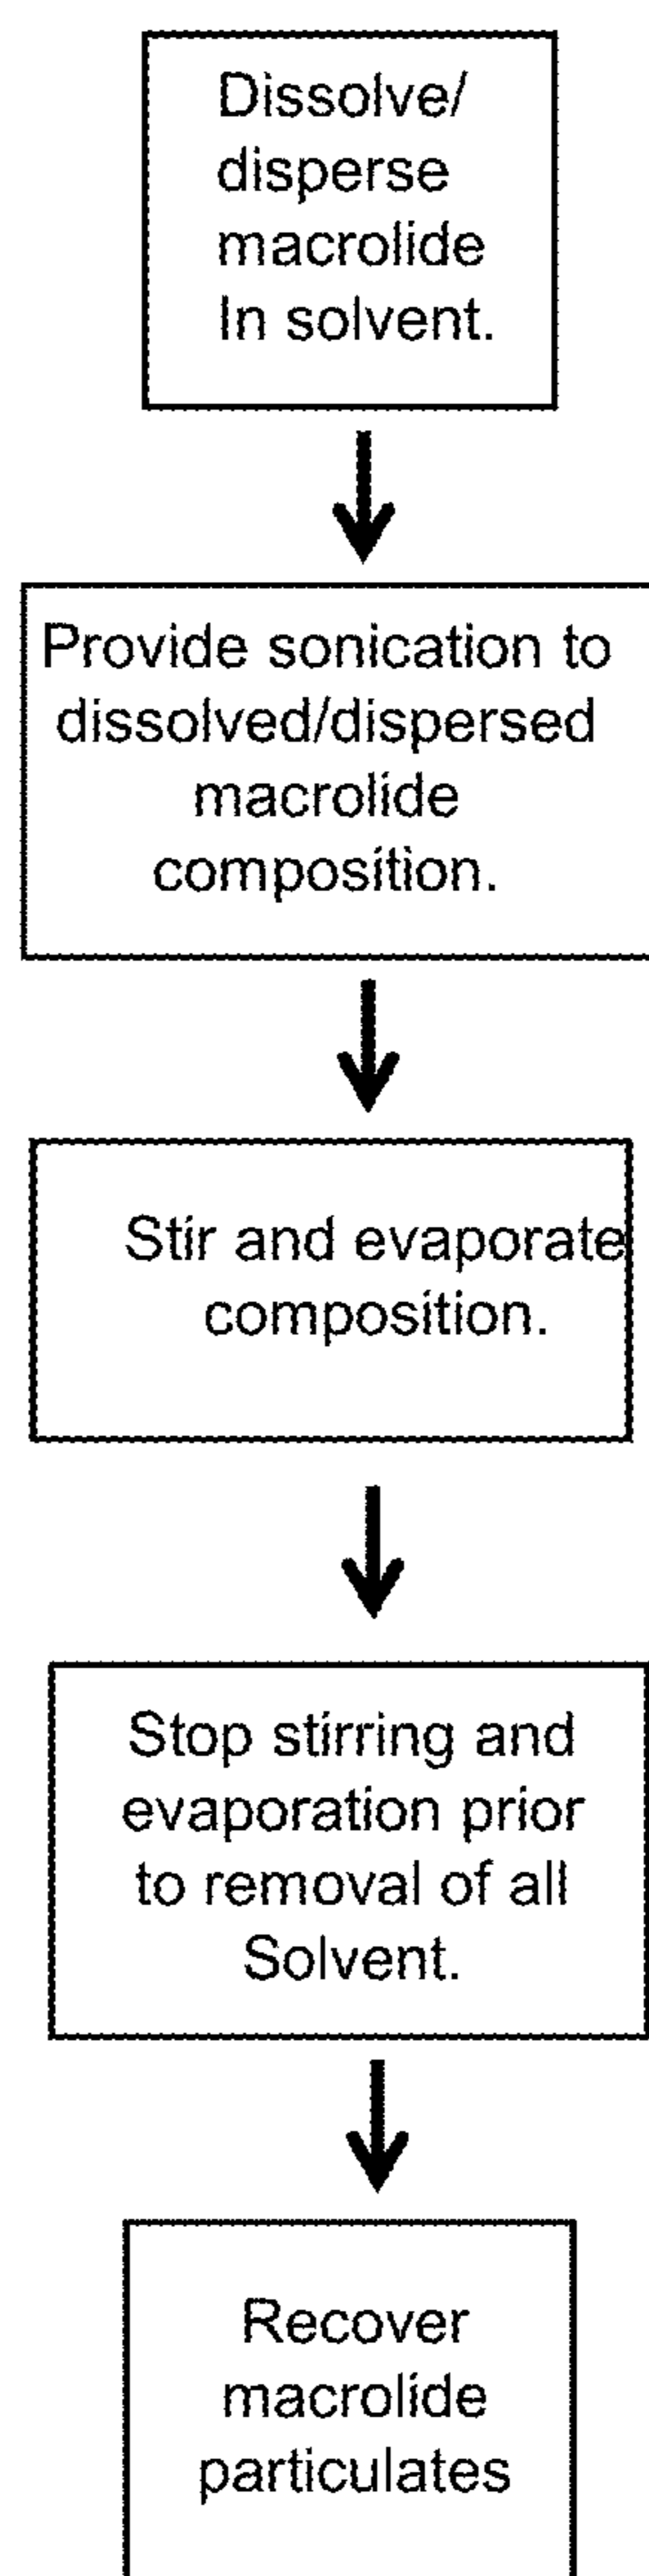 Dissolve/
disperse
macrolide
In solvent.
Provide sonication to
dissolved/dispersed
macrolide
composition.
Stir and evaporate
composition.
Stop stirring and
evaporation prior
to removal of all
Solvent.
Recover
macrolide
particulates